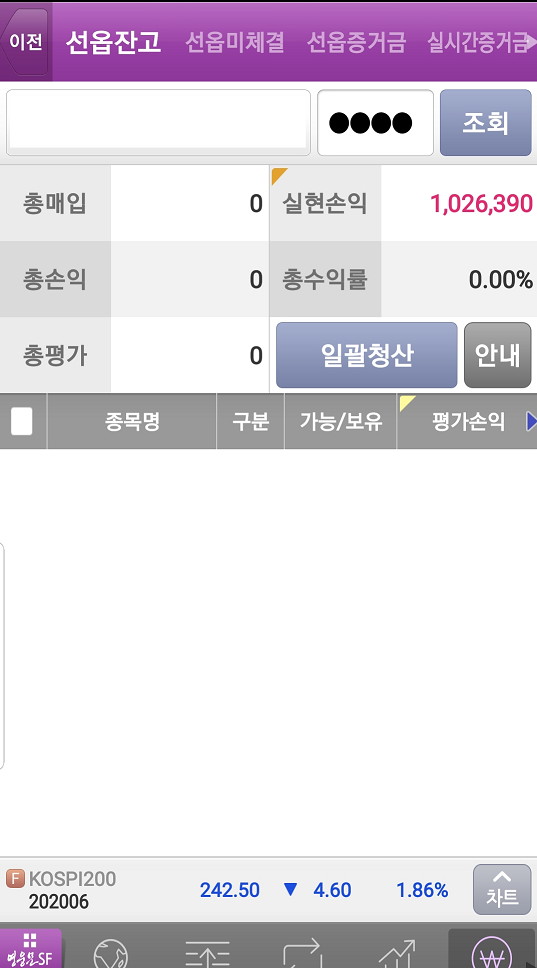 이전 선옵잔고 선옵미체결 선옵증거금 실시간증거금
●●●● 조회
총매입 0 실현손익 1,026,390
총손익 0 총수익률 0.00%
총평가 0 일괄청산 안내
종목명 구분 가능/보유 평가손익
F KOSPI200 242.50 ▼ 4.60 1.86% 차트
202006
영웅문SF